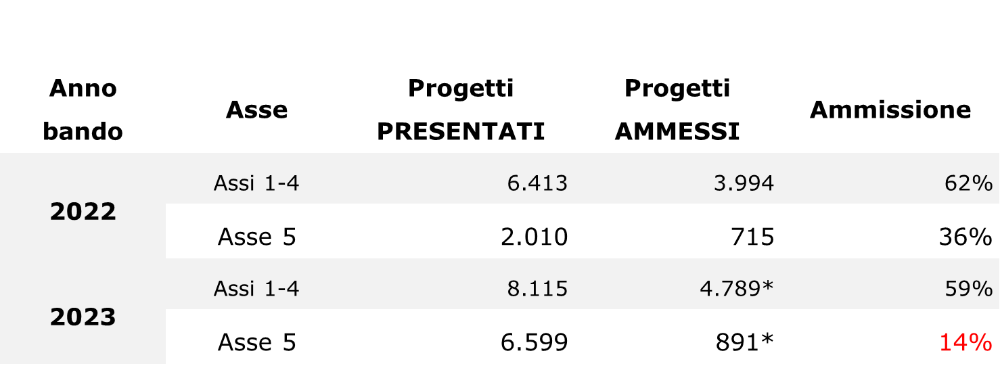 Anno bando Asse Progetti PRESENTATI Progetti AMMESSI Ammissione
2022
Assi 1-4 6.413 3.994 62%
Asse 5 2.010 715 36%
2023
Assi 1-4 8.115 4.789* 59%
Asse 5 6.599 891* 14%